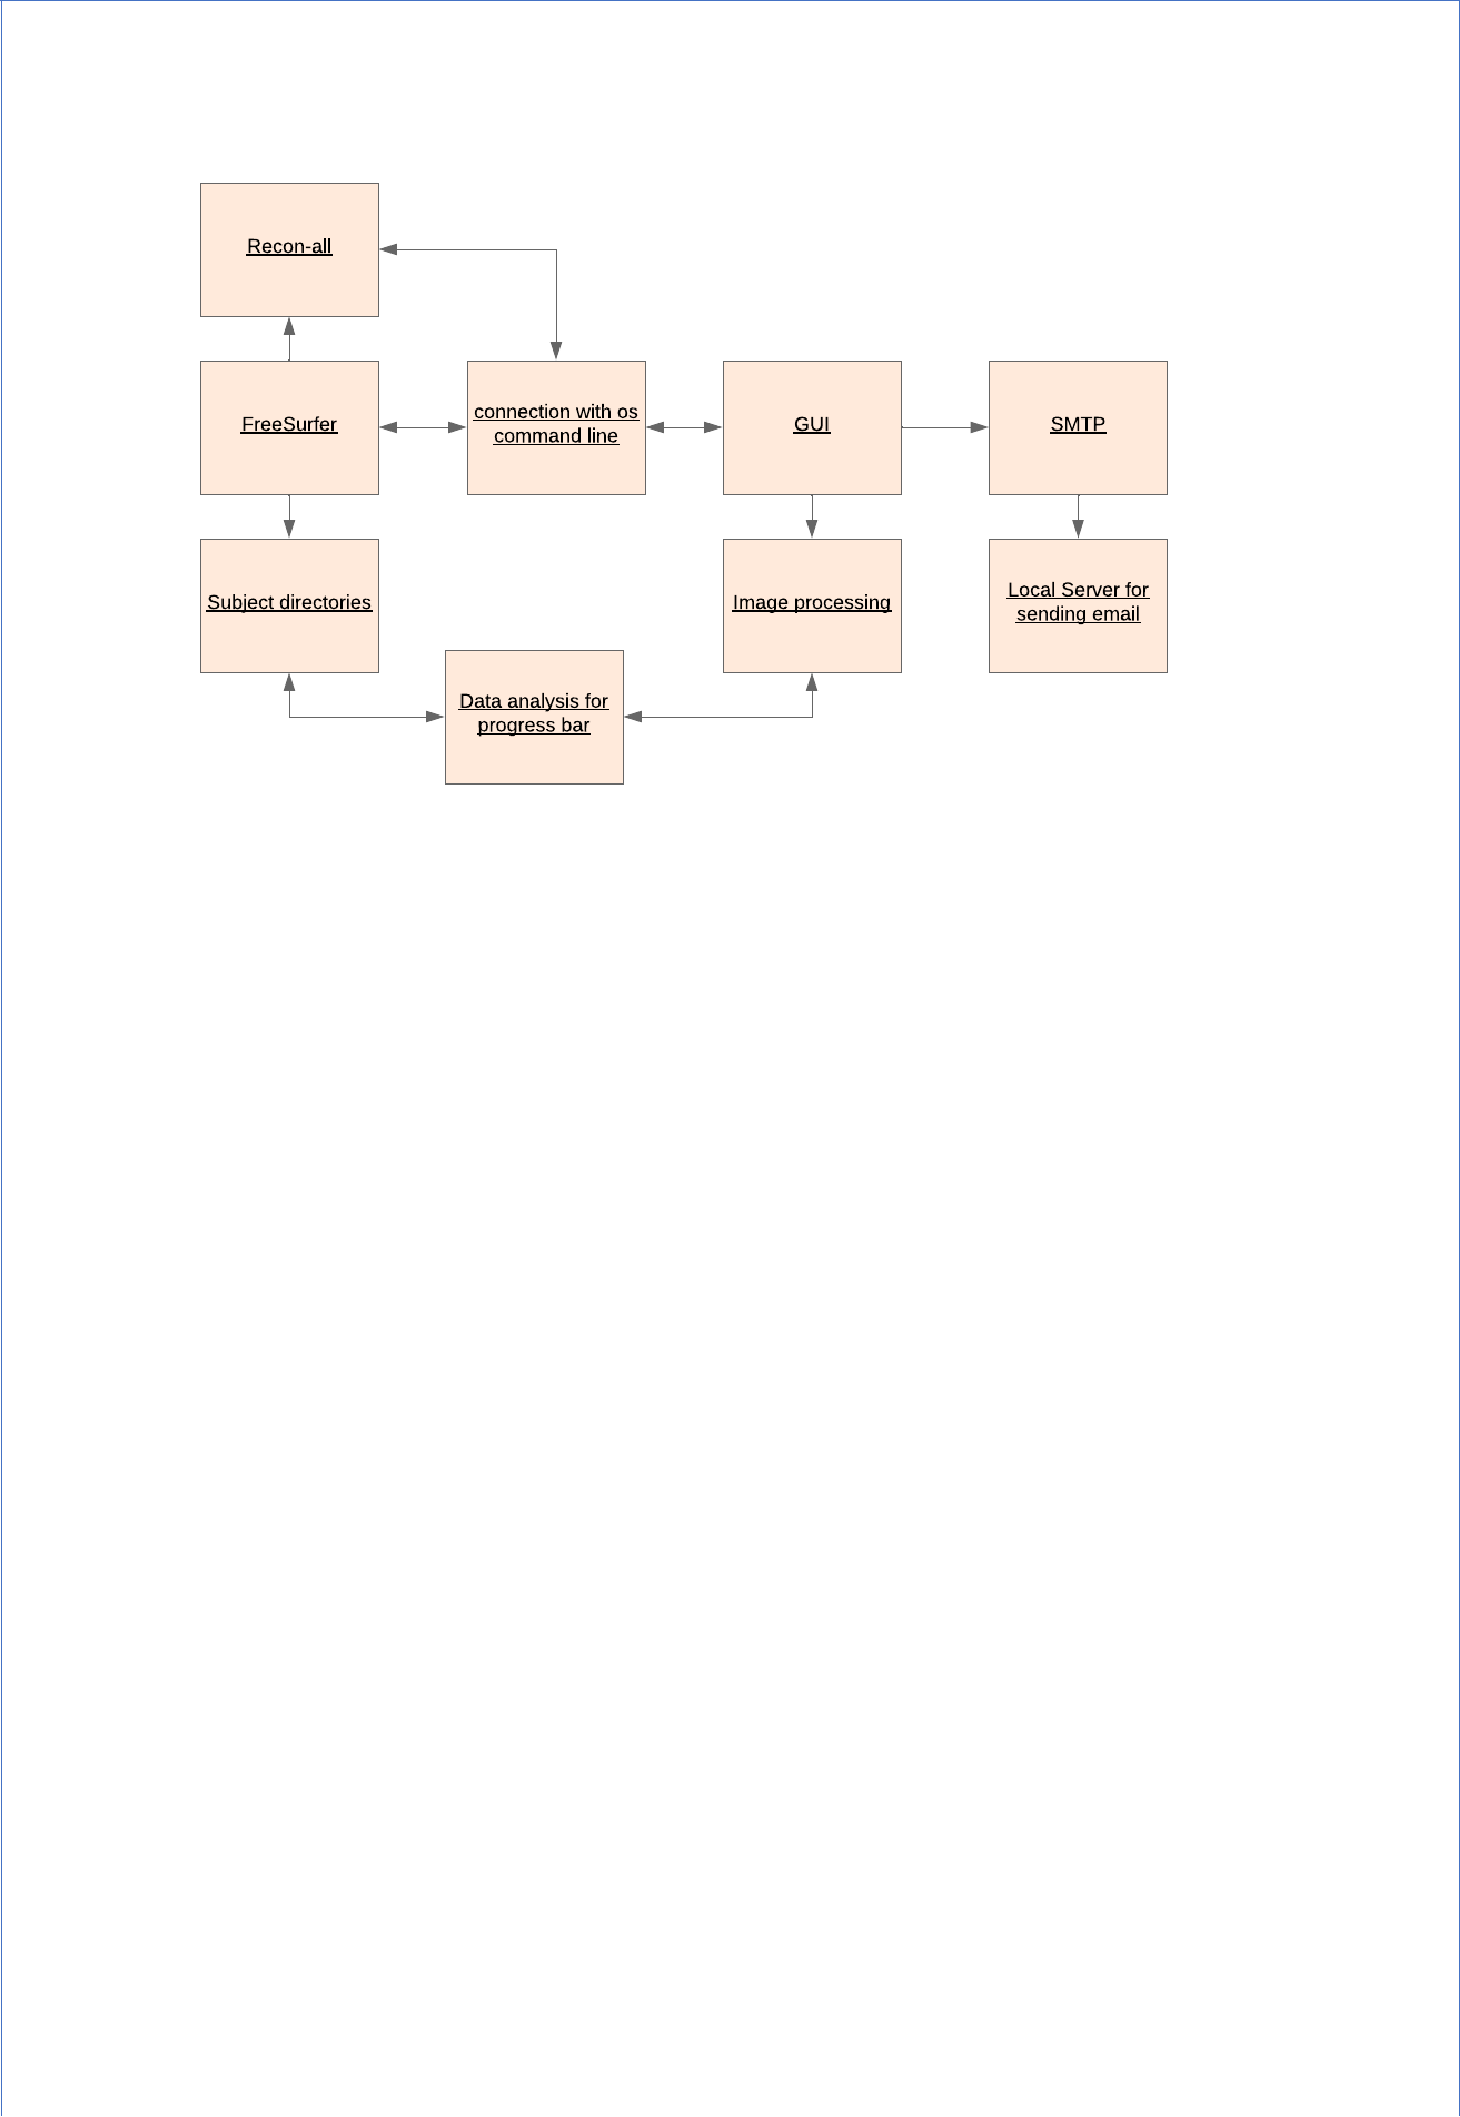 Recon-all
FreeSurfer
connection with os
command line
GUI
SMTP
Subject directories
Image processing
Local Server for
sending email
Data analysis for
progress bar